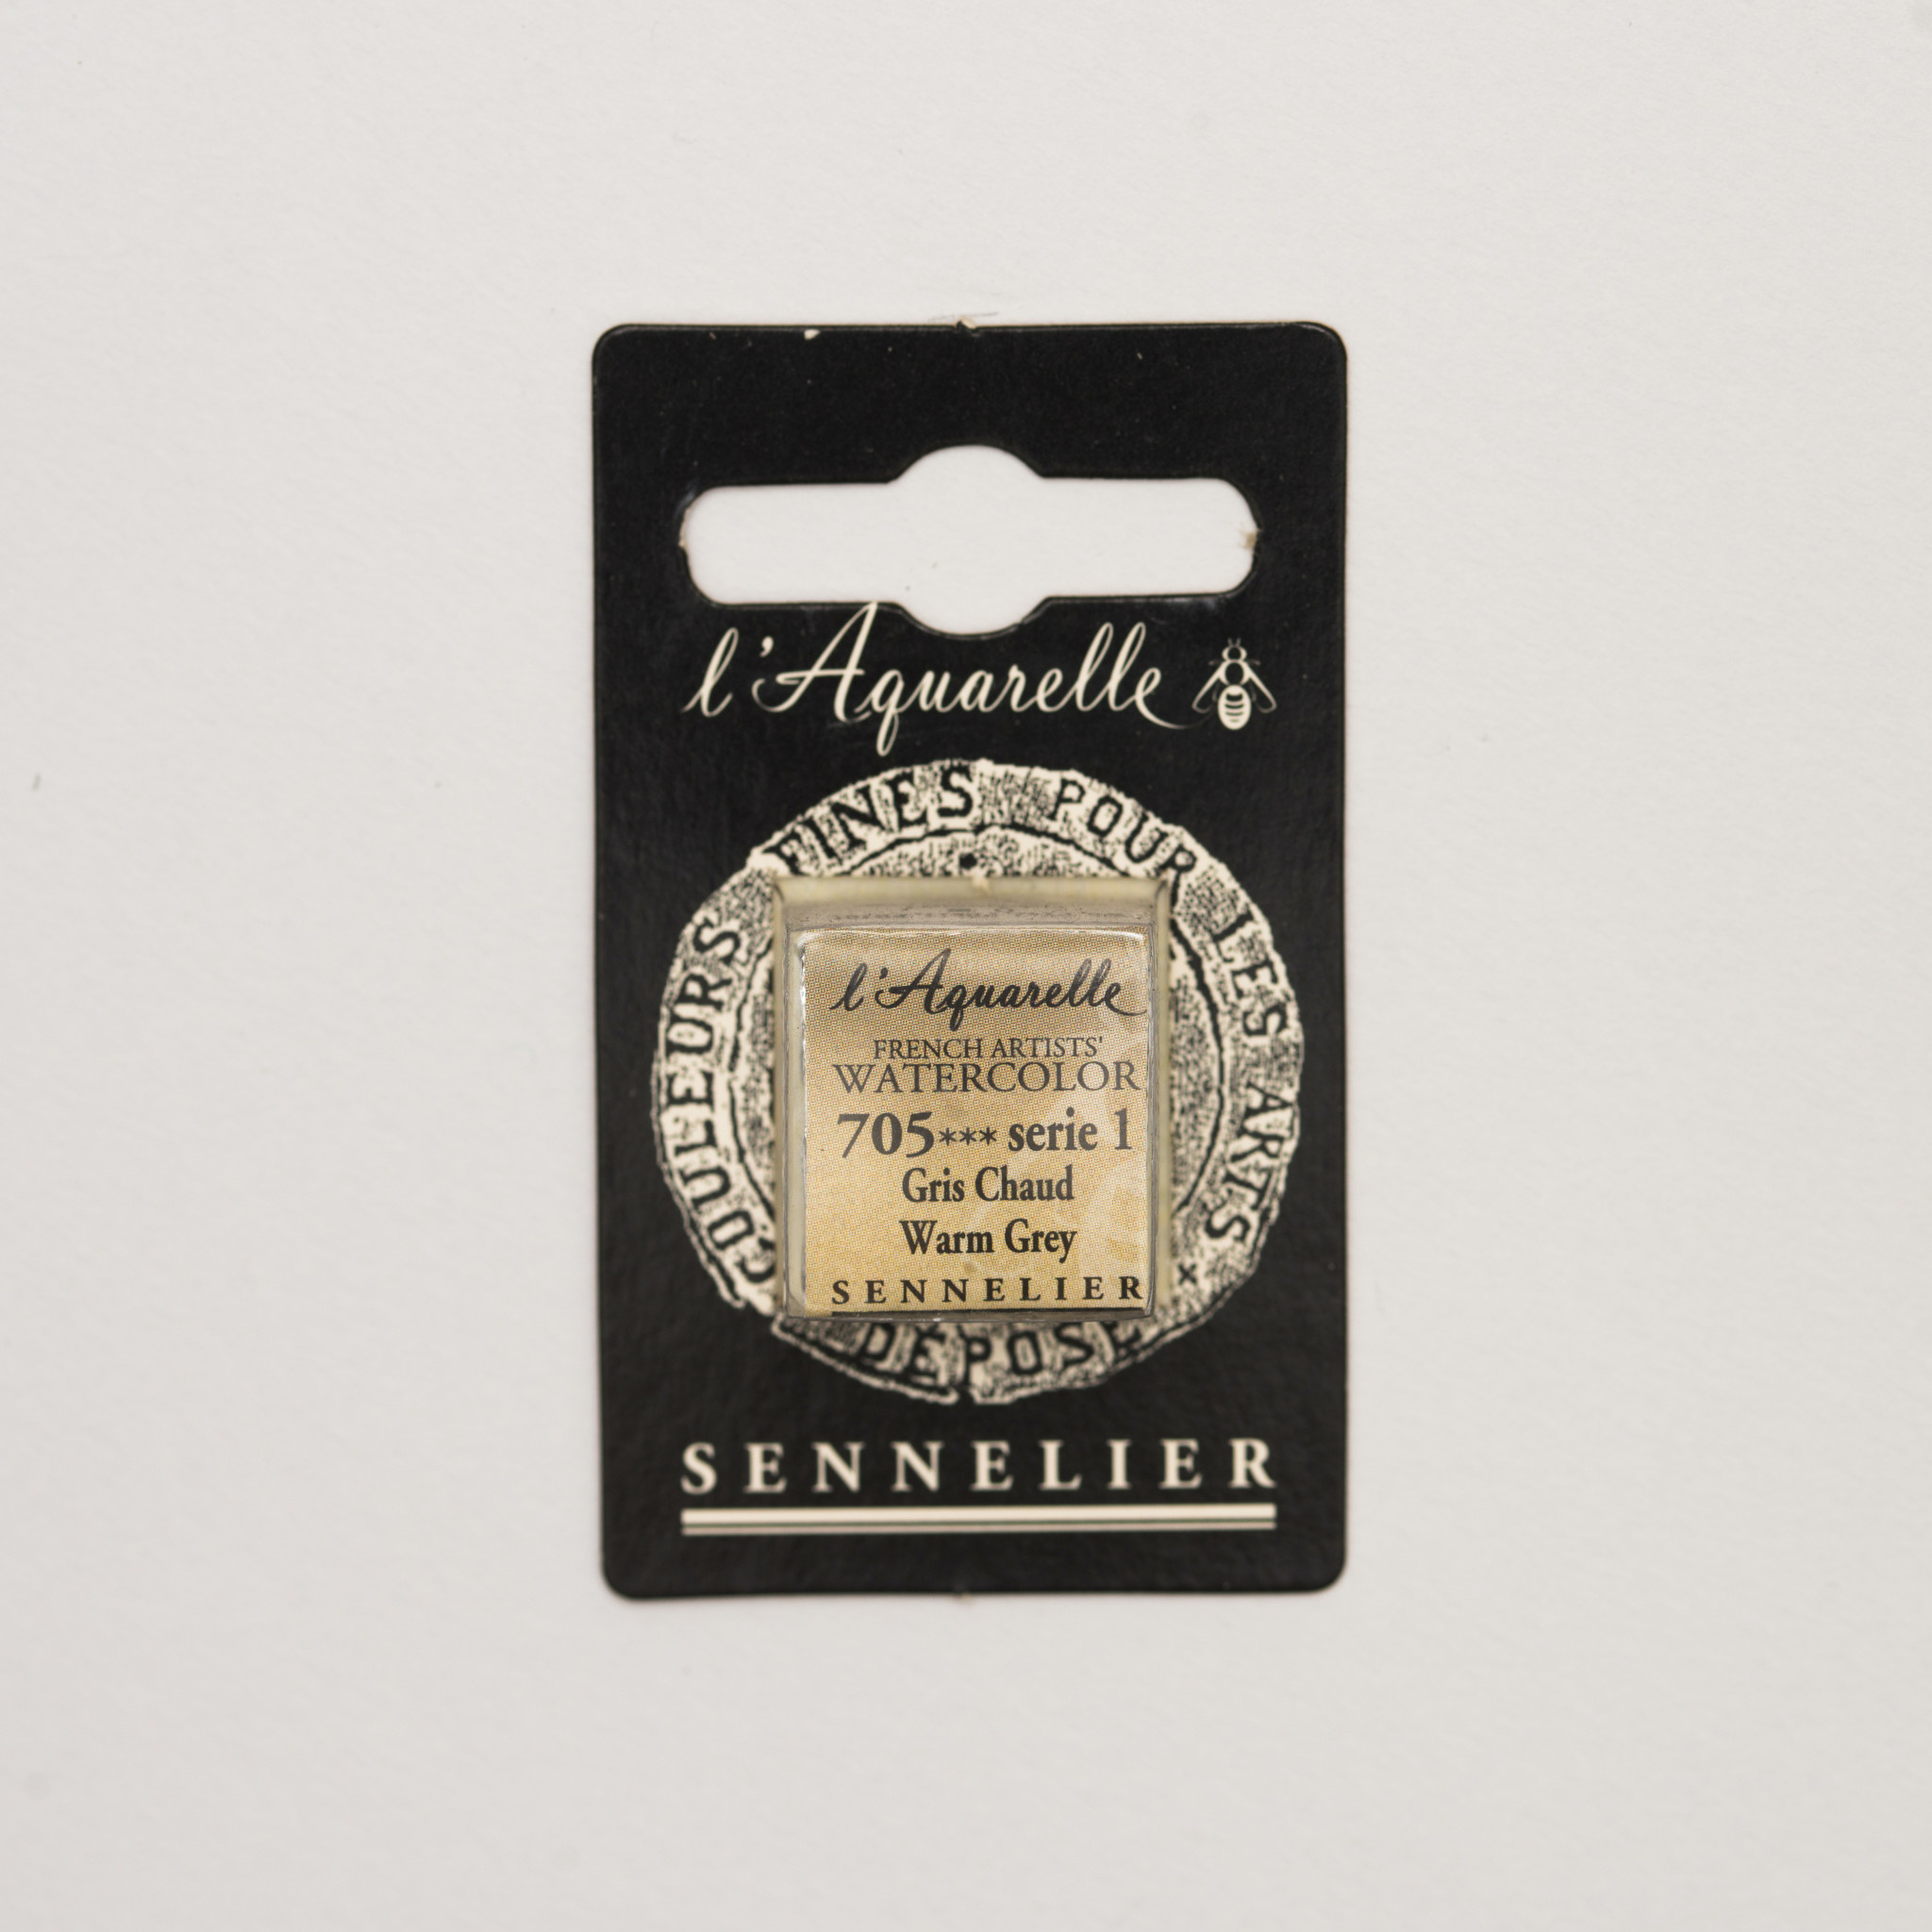 l'Aquarelle
COULEURS FINES POUR LES ARTS
DÉPOSÉ
l'Aquarelle
FRENCH ARTISTS'
WATERCOLOR
705*** serie 1
Gris Chaud
Warm Grey
SENNELIER
SENNELIER